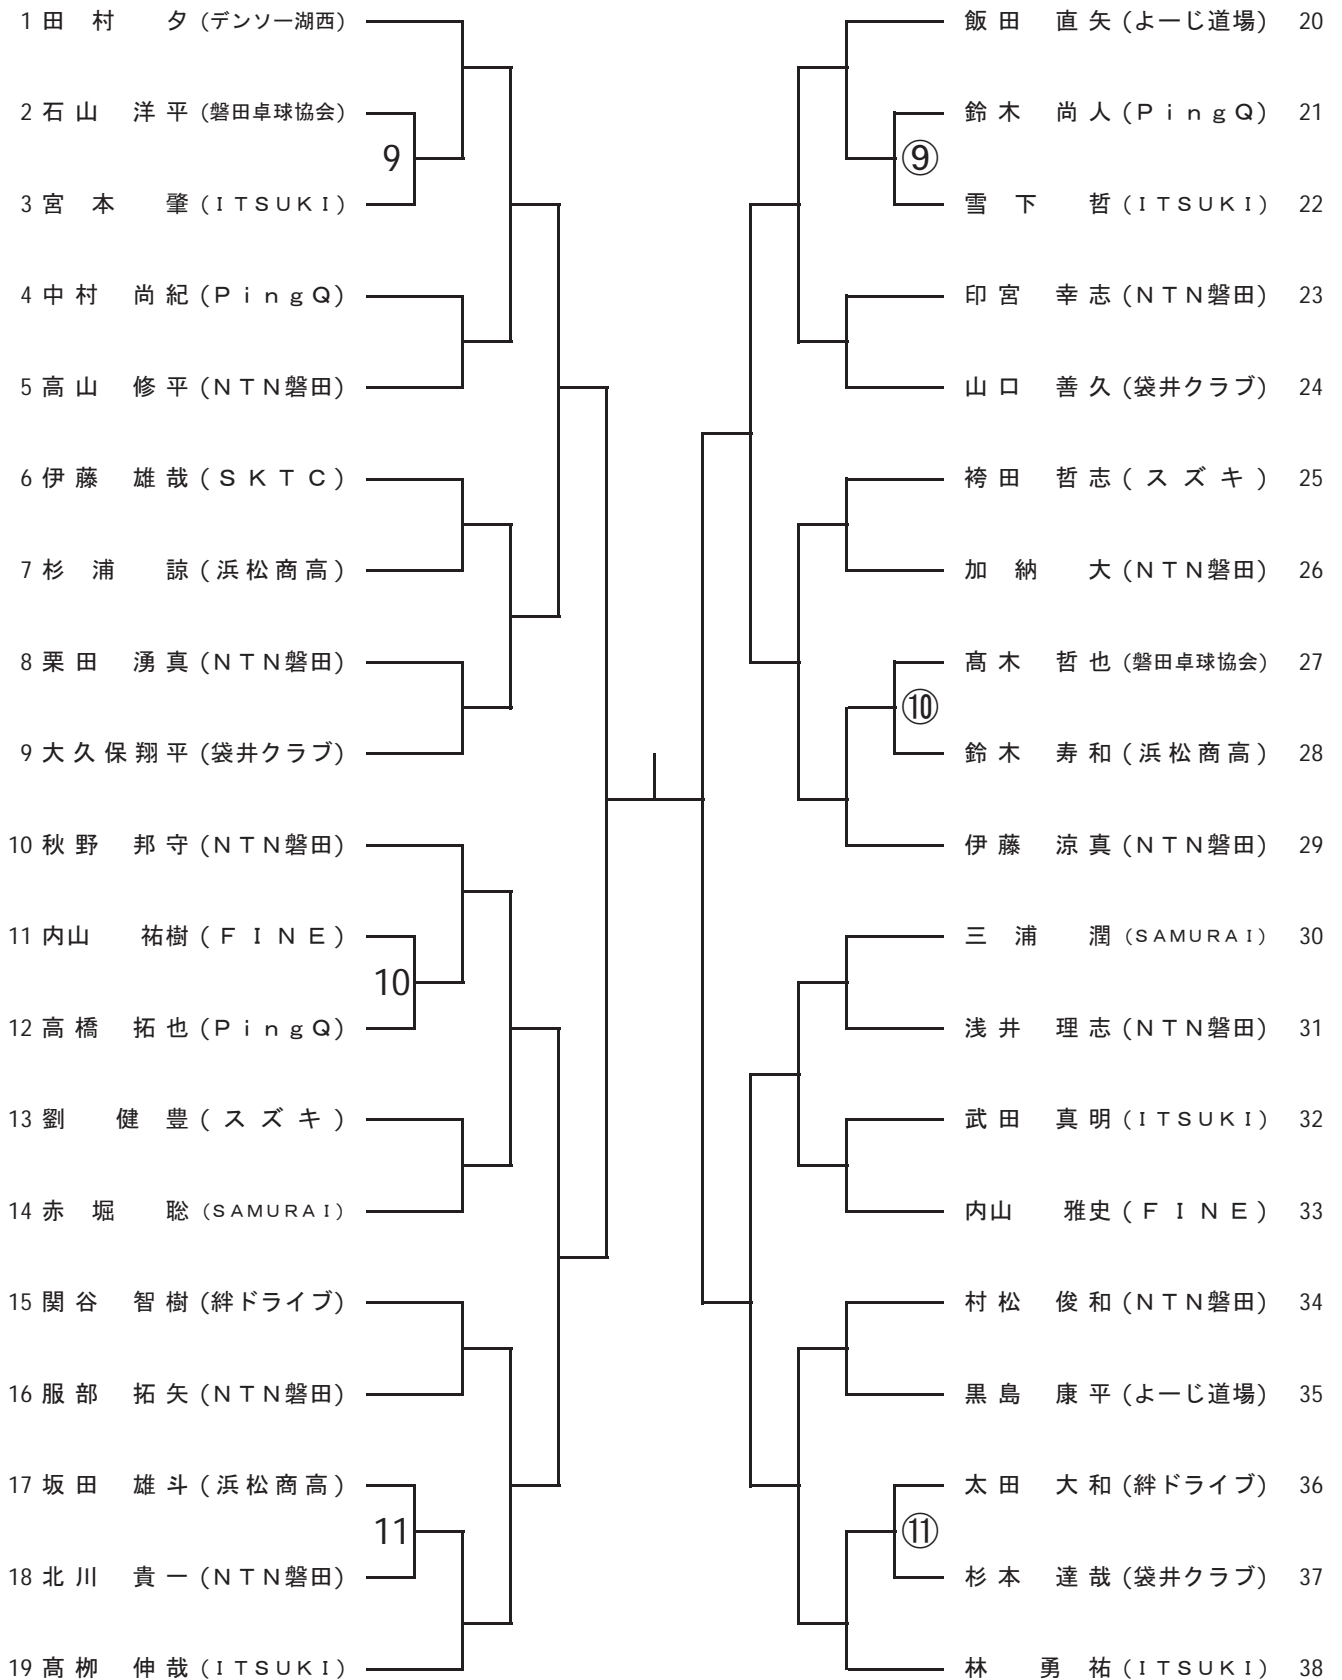 1 田村 夕 (デンソー湖西)
2 石山 洋平 (磐田卓球協会)
9
3 宮本 肇 (ITSUKI)
4 中村 尚紀 (PingQ)
5 高山 修平 (NTN磐田)
6 伊藤 雄哉 (SKTC)
7 杉浦 諒 (浜松商高)
8 栗田 湧真 (NTN磐田)
9 大久保翔平 (袋井クラブ)
10 秋野 邦守 (NTN磐田)
11 内山 祐樹 (FINE)
10
12 高橋 拓也 (PingQ)
13 劉 健豊 (スズキ)
14 赤堀 聡 (SAMURAI)
15 関谷 智樹 (絆ドライブ)
16 服部 拓矢 (NTN磐田)
17 坂田 雄斗 (浜松商高)
11
18 北川 貴一 (NTN磐田)
19 髙栁 伸哉 (ITSUKI)
飯田 直矢 (よーじ道場) 20
鈴木 尚人 (PingQ) 21
⑨
雪下 哲 (ITSUKI) 22
印宮 幸志 (NTN磐田) 23
山口 善久 (袋井クラブ) 24
袴田 哲志 (スズキ) 25
加納 大 (NTN磐田) 26
髙木 哲也 (磐田卓球協会) 27
⑩
鈴木 寿和 (浜松商高) 28
伊藤 涼真 (NTN磐田) 29
三浦 潤 (SAMURAI) 30
浅井 理志 (NTN磐田) 31
武田 真明 (ITSUKI) 32
内山 雅史 (FINE) 33
村松 俊和 (NTN磐田) 34
黒島 康平 (よーじ道場) 35
太田 大和 (絆ドライブ) 36
⑪
杉本 達哉 (袋井クラブ) 37
林 勇祐 (ITSUKI) 38